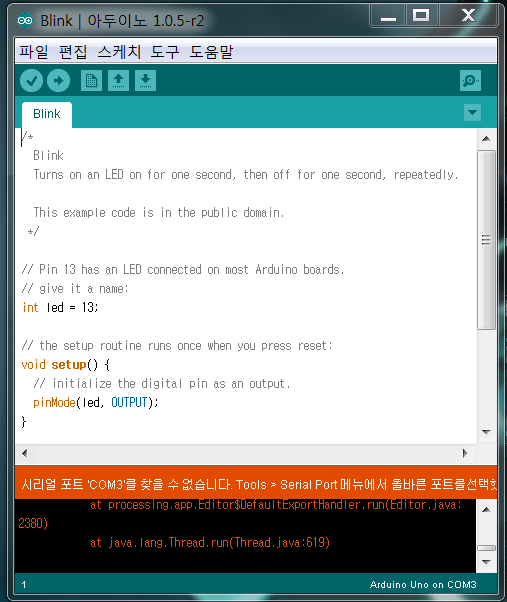 Blink | 아두이노 1.0.5-r2
파일 편집 스케치 도구 도움말
Blink
/*
  Blink
  Turns on an LED on for one second, then off for one second, repeatedly.

  This example code is in the public domain.
 */

// Pin 13 has an LED connected on most Arduino boards.
// give it a name:
int led = 13;

// the setup routine runs once when you press reset:
void setup() {
  // initialize the digital pin as an output.
  pinMode(led, OUTPUT);
}
시리얼 포트 'COM3'를 찾을 수 없습니다. Tools > Serial Port 메뉴에서 올바른 포트를선택
at processing.app.Editor$DefaultExportHandler.run(Editor.java:
2380)
at java.lang.Thread.run(Thread.java:619)
1
Arduino Uno on COM3